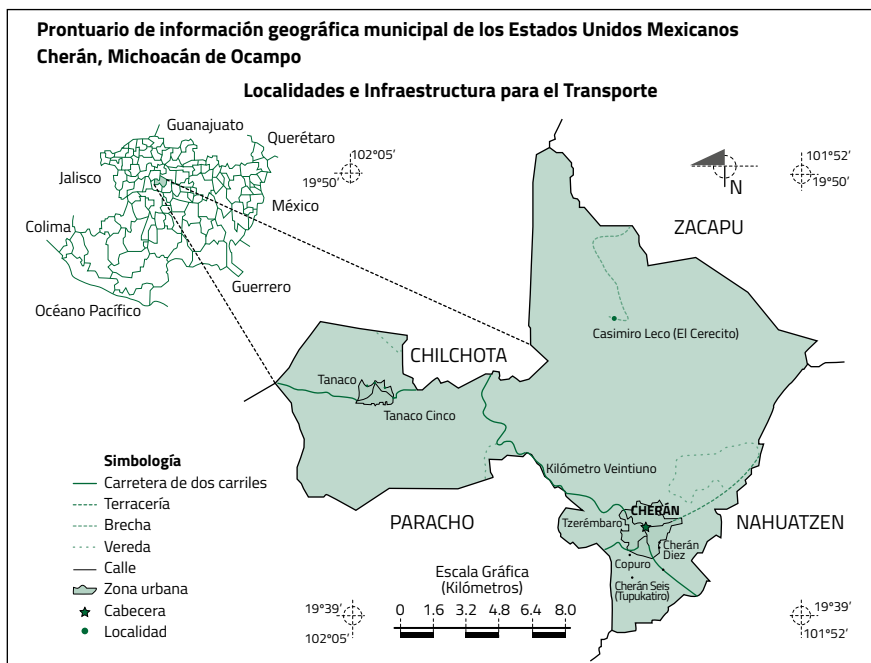 Prontuario de información geográfica municipal de los Estados Unidos Mexicanos
Cherán, Michoacán de Ocampo
Localidades e Infraestructura para el Transporte
Guanajuato
Querétaro
Jalisco
México
Colima
Guerrero
Océano Pacífico
102°05’
19°50’
101°52’
19°50’
N
ZACAPU
Casimiro Leco (El Cerecito)
CHILCHOTA
Tanaco
Tanaco Cinco
Kilómetro Veintiuno
CHERÁN
Tzerémbaro
NAHUATZEN
PARACHO
Cherán
Diez
Copuro
Cherán Seis
(Tupukatiro)
Simbología
Carretera de dos carriles
Terracería
Brecha
Vereda
Calle
Zona urbana
Cabecera
Localidad
19°39’
102°05’
Escala Gráfica
(Kilómetros)
0 1.6 3.2 4.8 6.4 8.0
19°39’
101°52’